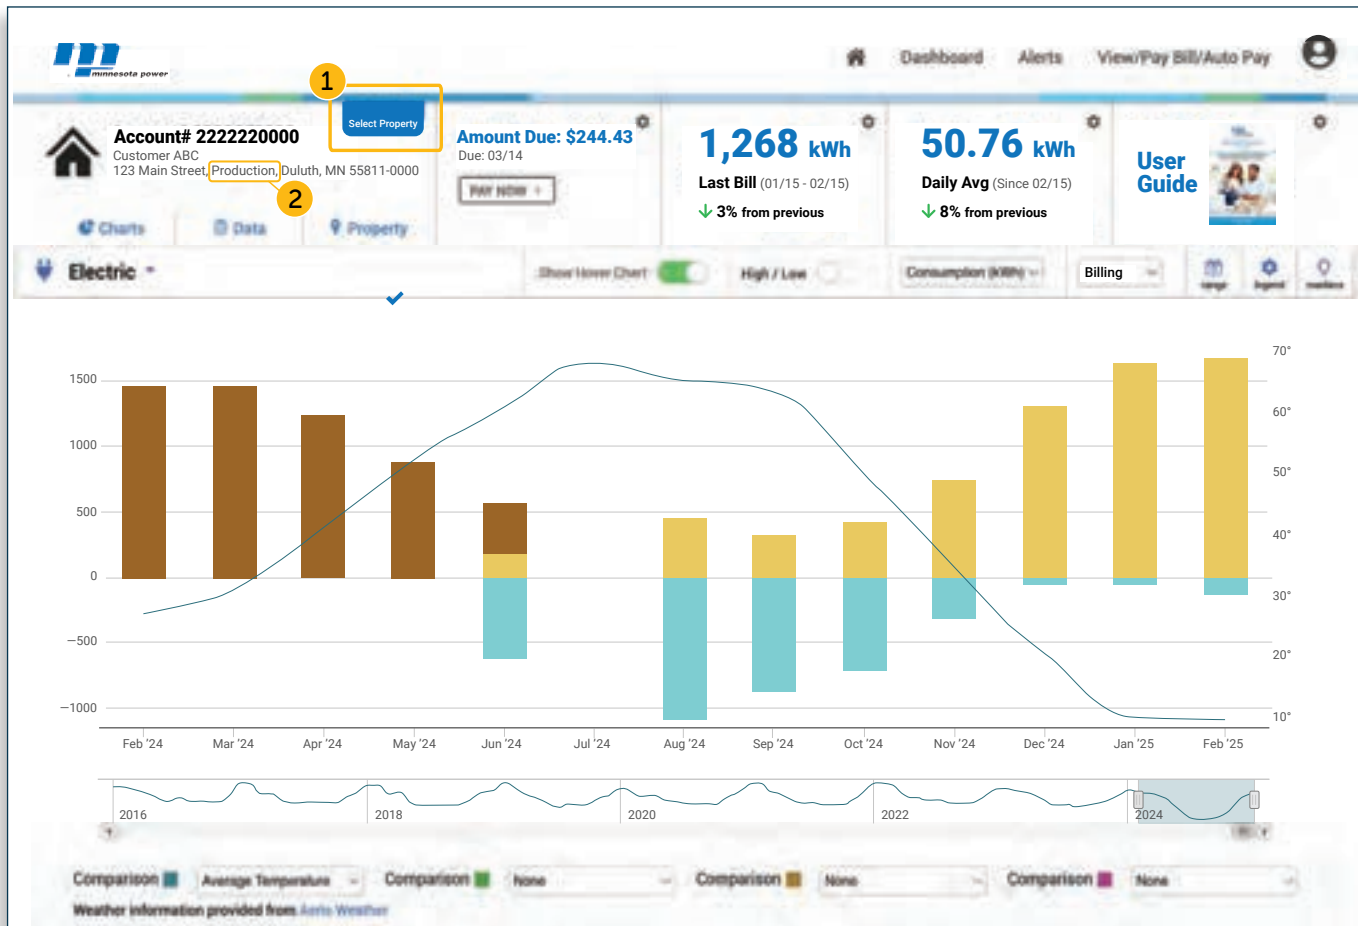 minnesota power
Dashboard
Alerts
View/Pay Bill/Auto Pay
1
Select Property
Account# 2222220000
Customer ABC
123 Main Street, Production, Duluth, MN 55811-0000
2
Charts
Data
Property
Amount Due: $244.43
Due: 03/14
PAY NOW
1,268 kWh
Last Bill (01/15 - 02/15)
3% from previous
50.76 kWh
Daily Avg (Since 02/15)
8% from previous
User
Guide
Electric
Show Hover Chart
High / Low
Consumption (kWh)
Billing
range
legend
markers
1500
1000
500
0
−500
−1000
70°
60°
50°
40°
30°
20°
10°
Feb '24
Mar '24
Apr '24
May '24
Jun '24
Jul '24
Aug '24
Sep '24
Oct '24
Nov '24
Dec '24
Jan '25
Feb '25
2016
2018
2020
2022
2024
Comparison
Average Temperature
Comparison
None
Comparison
None
Comparison
None
Weather information provided from Aeris Weather